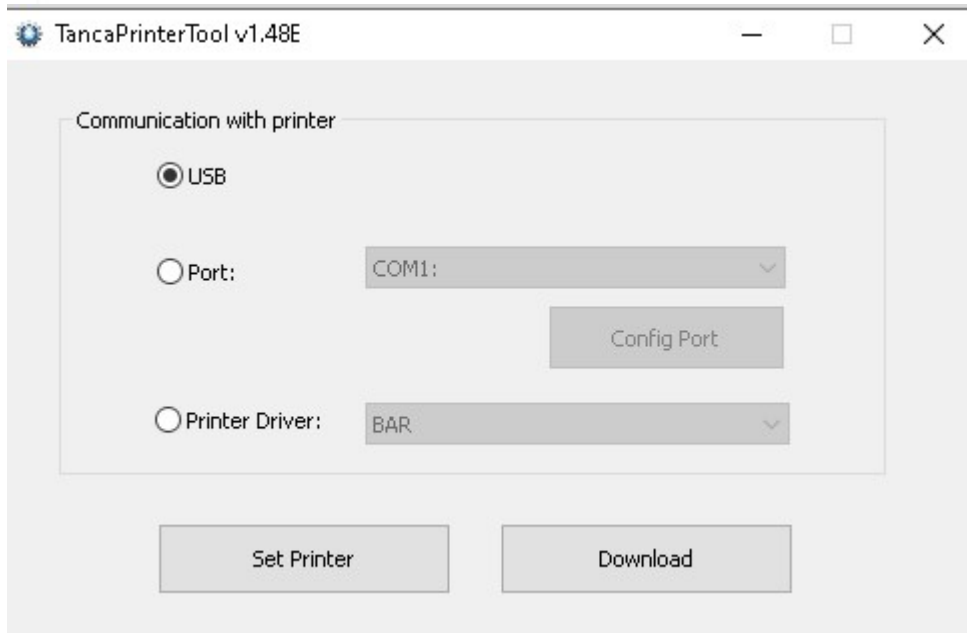 TancaPrinterTool v1.48E
Communication with printer
USB
Port:
COM1:
Config Port
Printer Driver:
BAR
Set Printer
Download